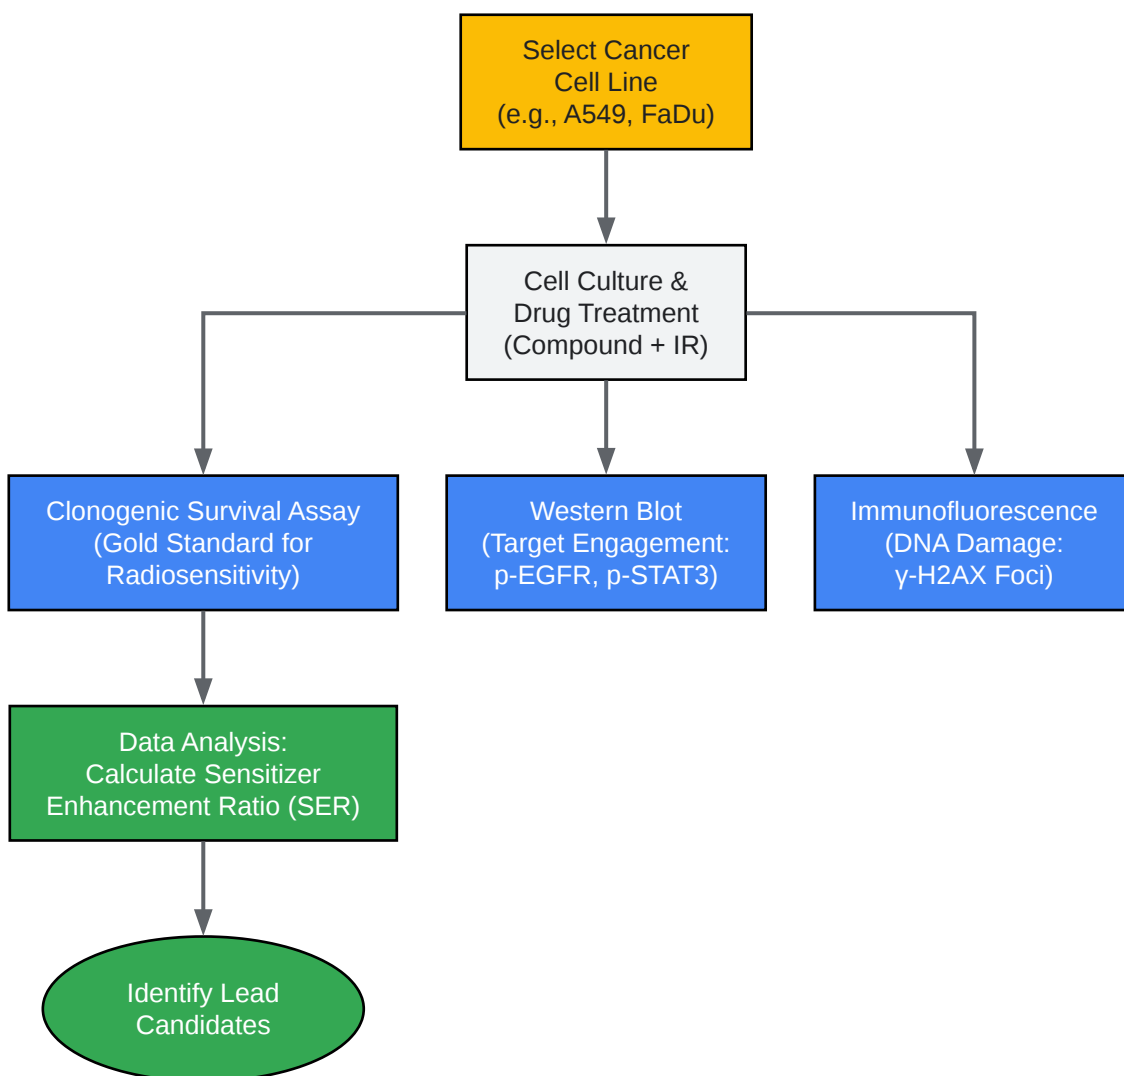 Select Cancer
Cell Line
(e.g., A549, FaDu)
Cell Culture &
Drug Treatment
(Compound + IR)
Clonogenic Survival Assay
(Gold Standard for
Radiosensitivity)
Western Blot
(Target Engagement:
p-EGFR, p-STAT3)
Immunofluorescence
(DNA Damage:
γ-H2AX Foci)
Data Analysis:
Calculate Sensitizer
Enhancement Ratio (SER)
Identify Lead
Candidates